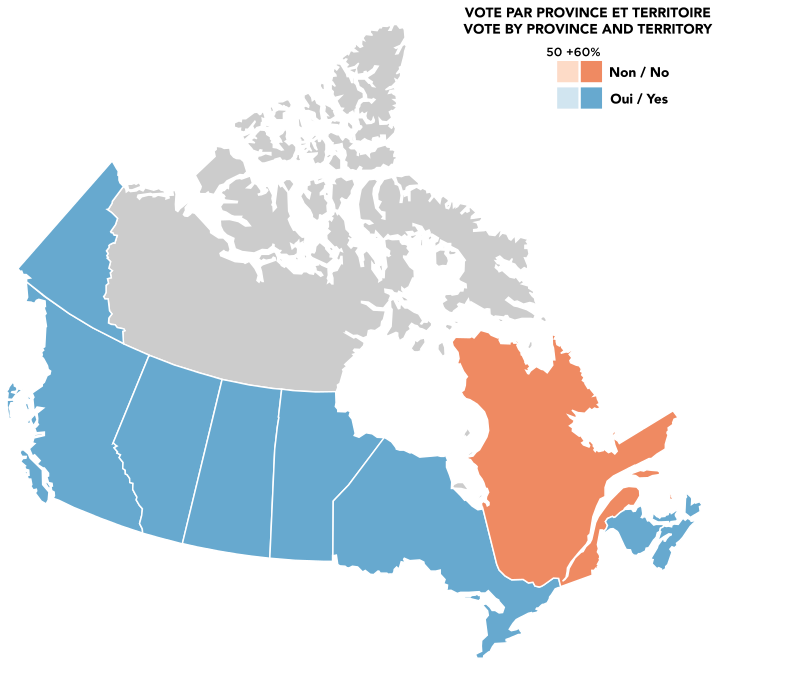 VOTE PAR PROVINCE ET TERRITOIRE
VOTE BY PROVINCE AND TERRITORY
50 +60%
Non / No
Oui / Yes